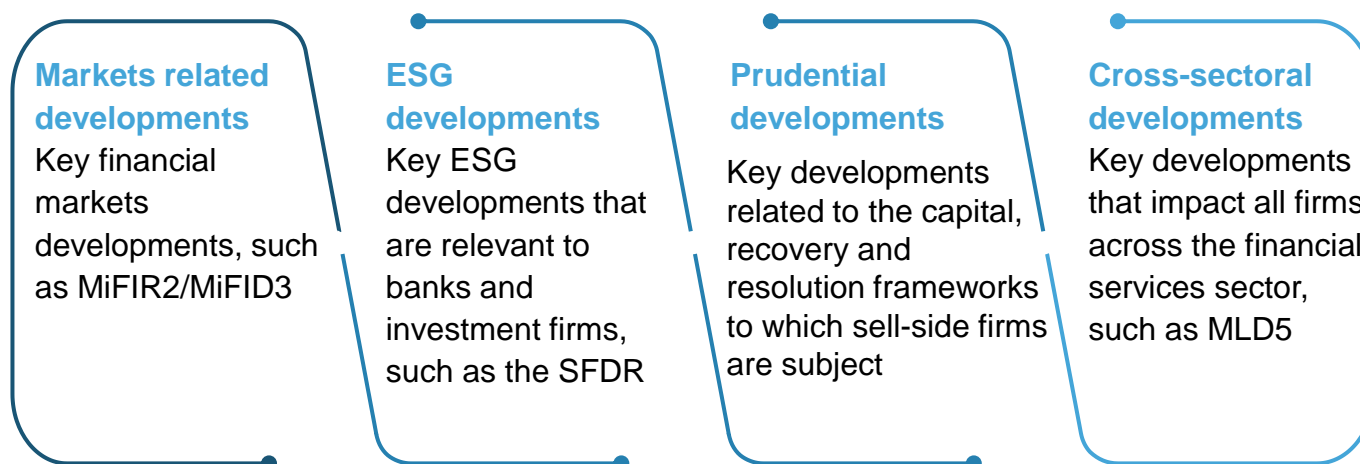 Markets related
developments
Key financial
markets
developments, such
as MiFIR2/MiFID3
ESG
developments
Key ESG
developments that
are relevant to
banks and
investment firms,
such as the SFDR
Prudential
developments
Key developments
related to the capital,
recovery and
resolution frameworks
to which sell-side firms
are subject
Cross-sectoral
developments
Key developments
that impact all firms
across the financial
services sector,
such as MLD5